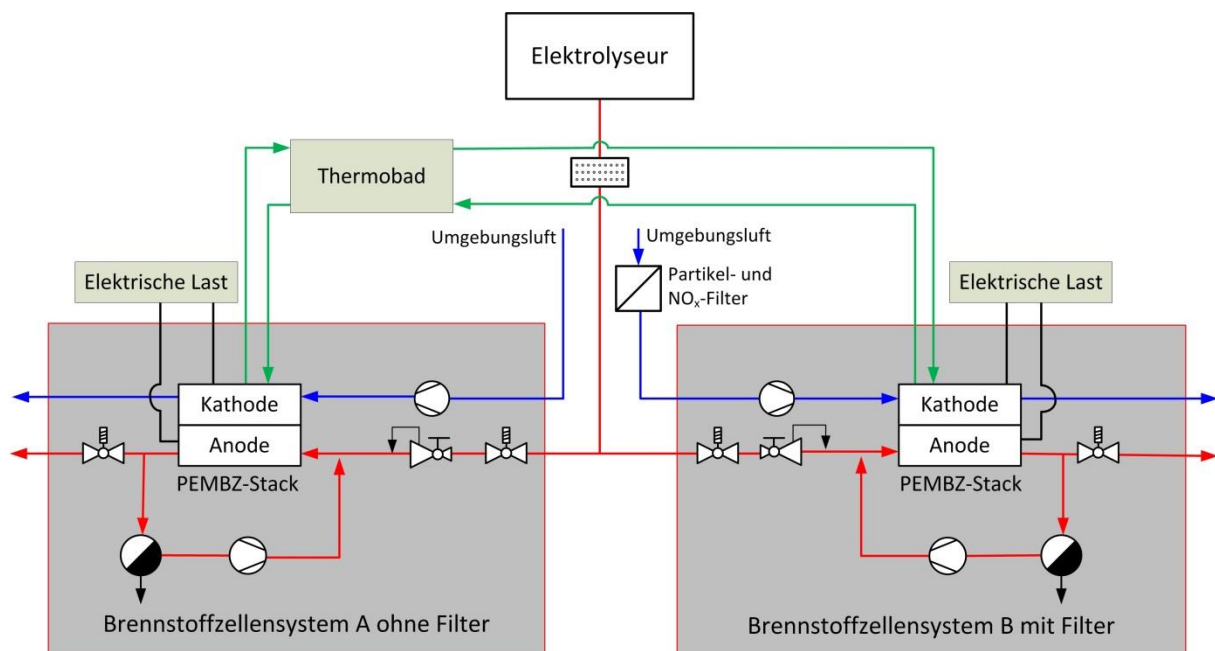 Elektrolyseur
Thermobad
Umgebungsluft
Umgebungsluft
Elektrische Last
Partikel- und
NOₓ-Filter
Elektrische Last
Kathode
Anode
PEMBZ-Stack
Kathode
Anode
PEMBZ-Stack
Brennstoffzellensystem A ohne Filter
Brennstoffzellensystem B mit Filter